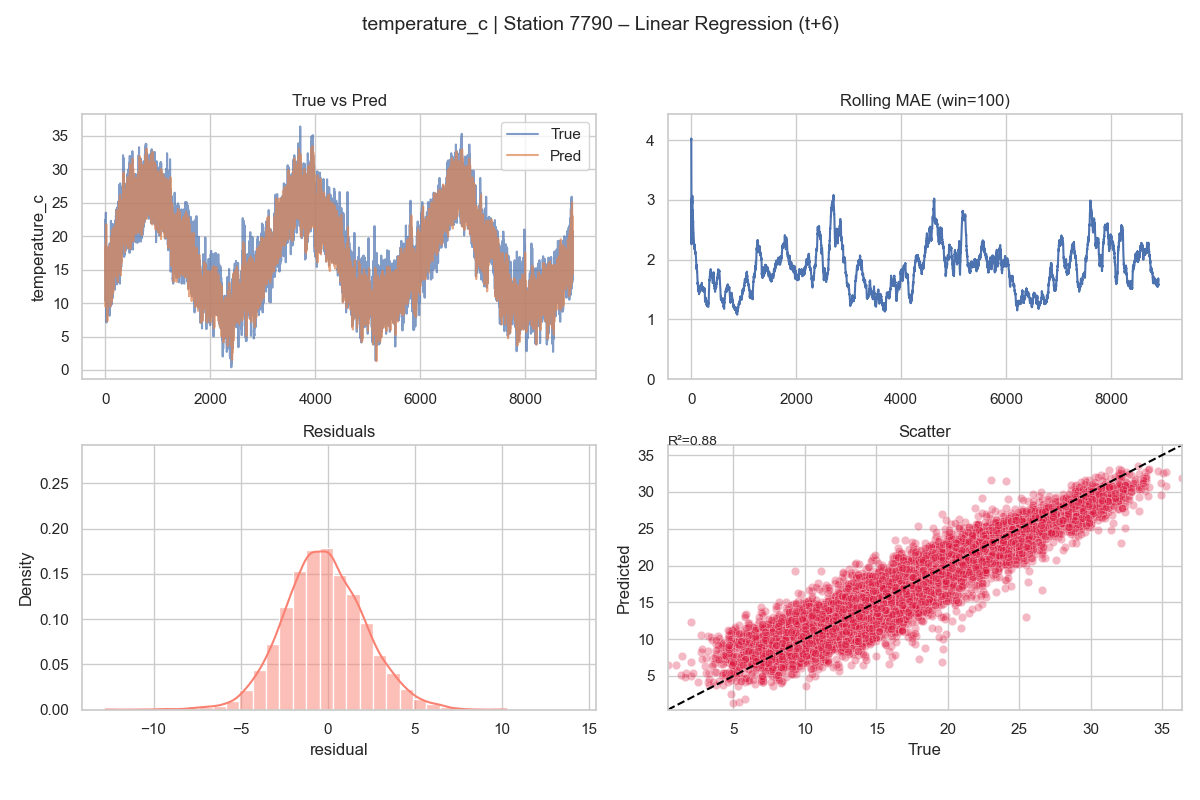 temperature_c | Station 7790 – Linear Regression (t+6)
True vs Pred
temperature_c
35
30
25
20
15
10
5
0
0 2000 4000 6000 8000
True
Pred
Rolling MAE (win=100)
4
3
2
1
0
0 2000 4000 6000 8000
Residuals
Density
0.25
0.20
0.15
0.10
0.05
0.00
−10 −5 0 5 10 15
residual
Scatter
R²=0.88
Predicted
35
30
25
20
15
10
5
5 10 15 20 25 30 35
True